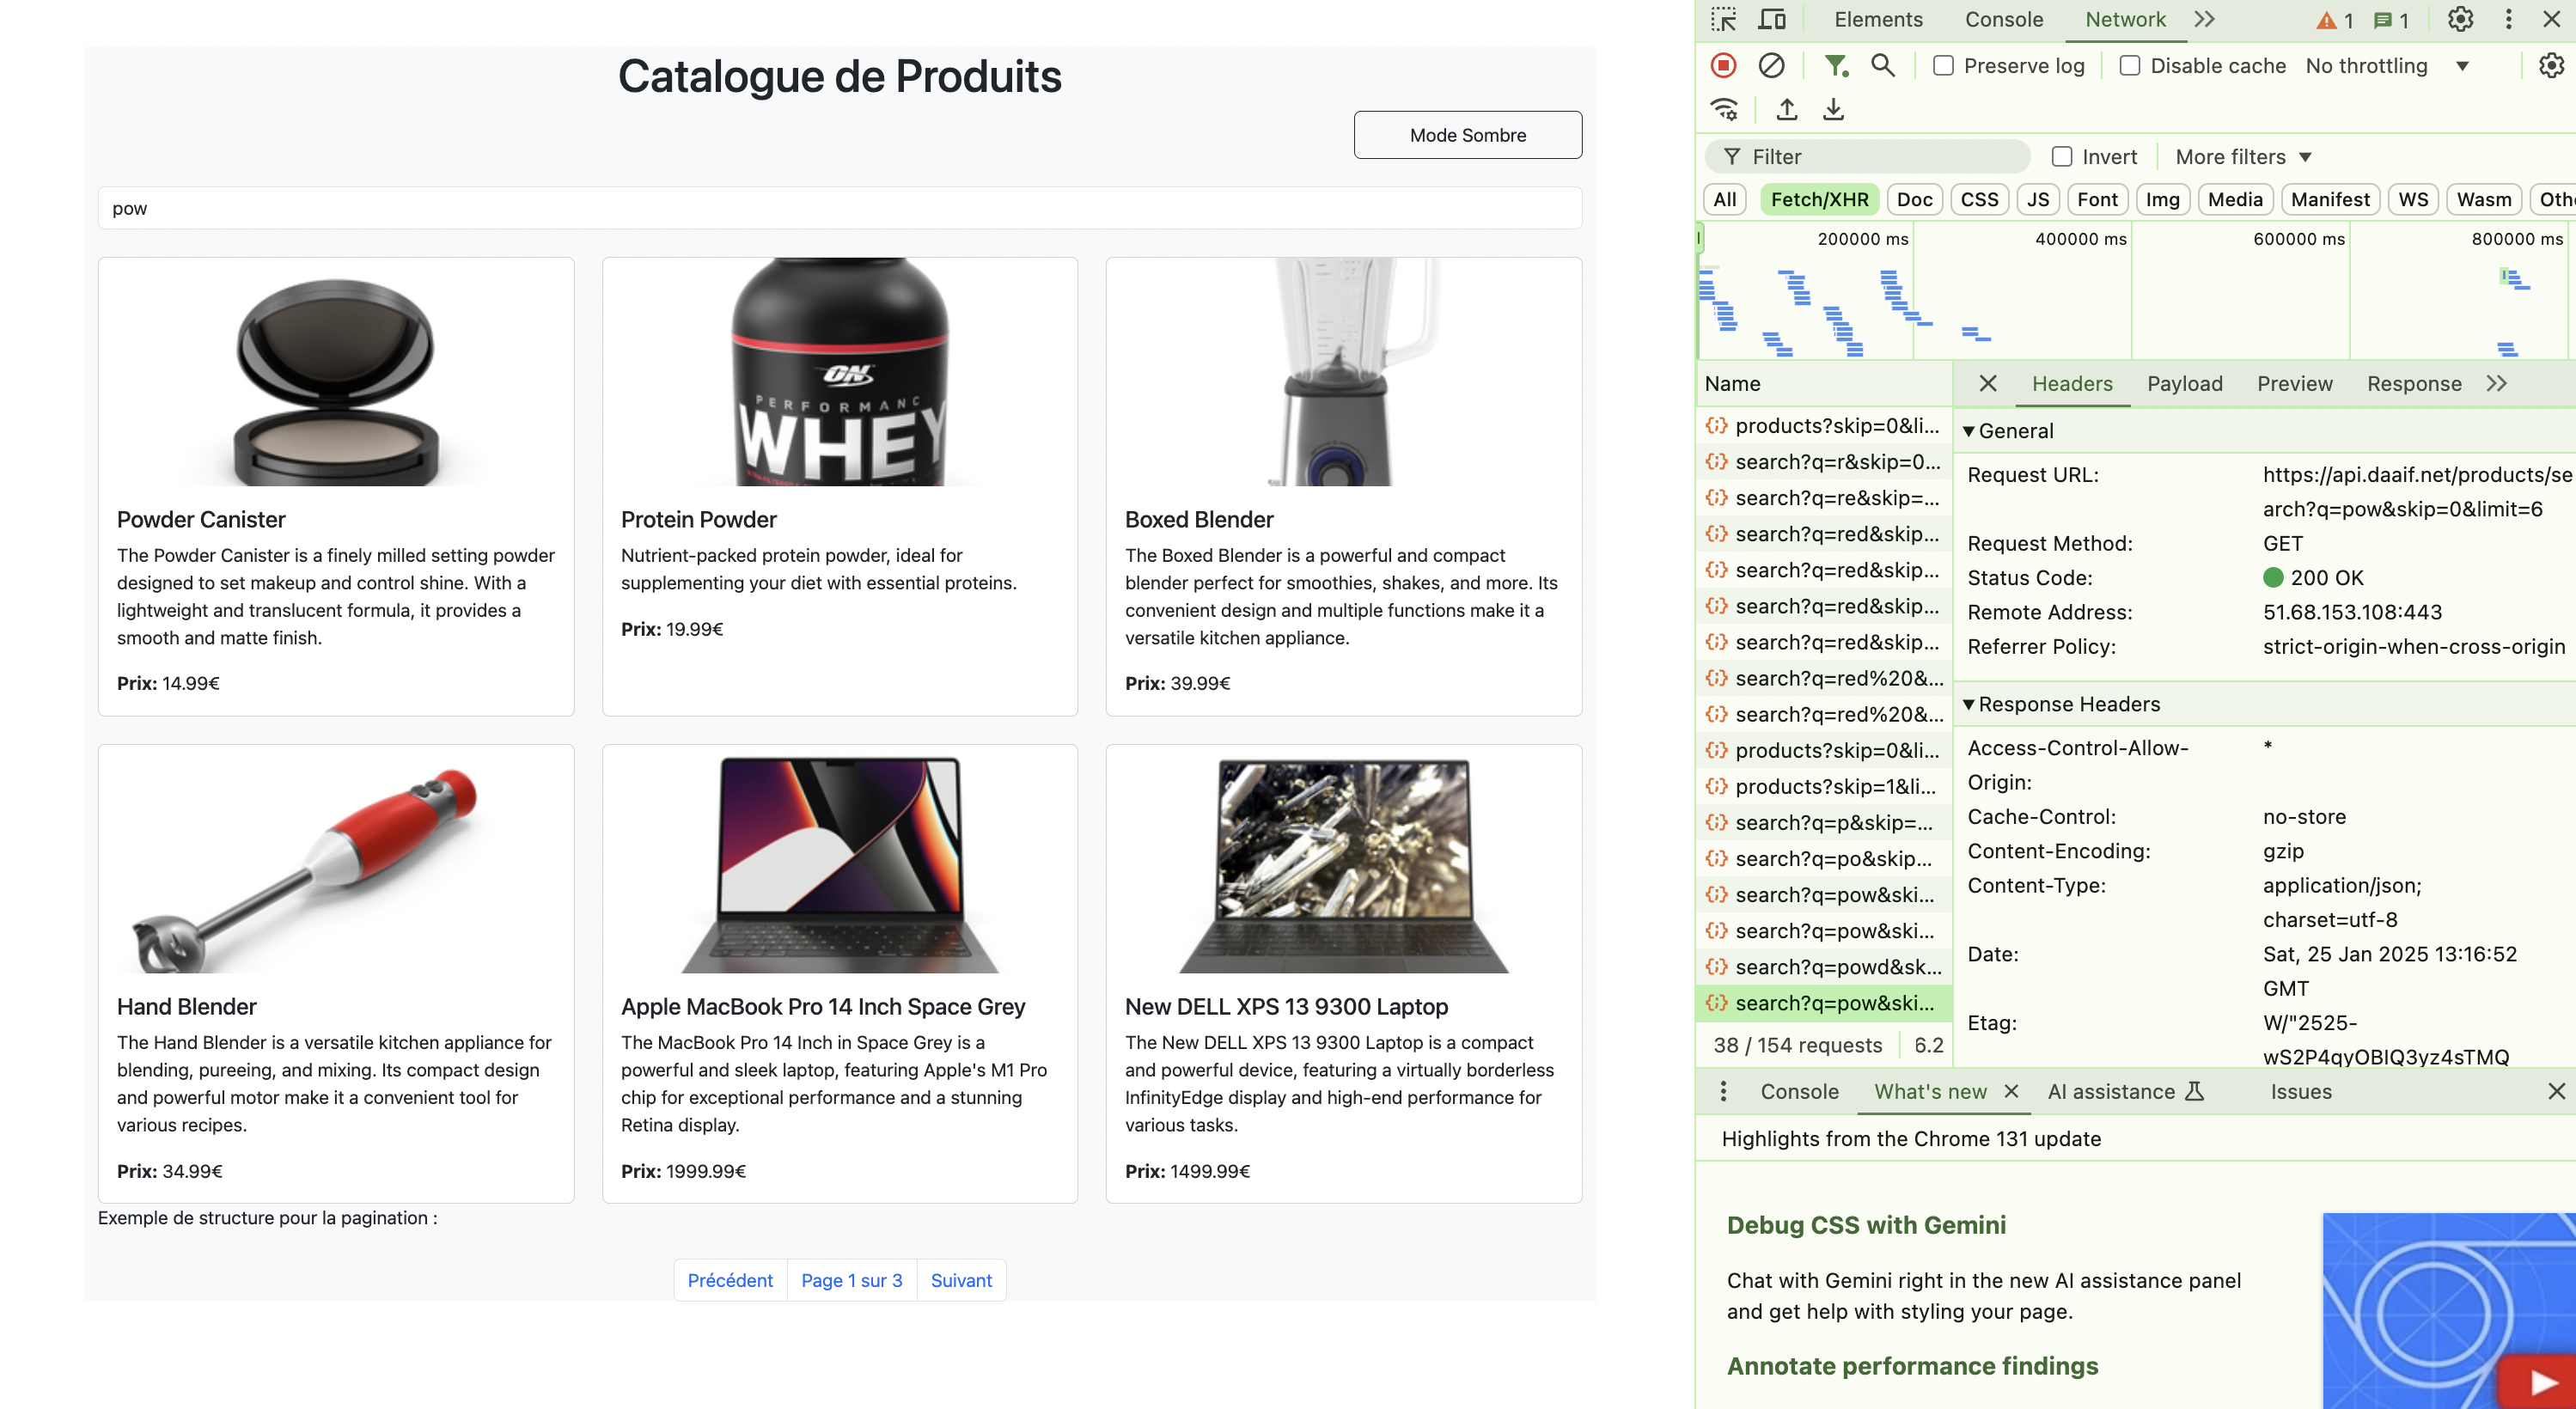 Catalogue de Produits
Mode Sombre
pow
ON
PERFORMANC
WHEY
Powder Canister
The Powder Canister is a finely milled setting powder
designed to set makeup and control shine. With a
lightweight and translucent formula, it provides a
smooth and matte finish.
Prix: 14.99€
Protein Powder
Nutrient-packed protein powder, ideal for
supplementing your diet with essential proteins.
Prix: 19.99€
Boxed Blender
The Boxed Blender is a powerful and compact
blender perfect for smoothies, shakes, and more. Its
convenient design and multiple functions make it a
versatile kitchen appliance.
Prix: 39.99€
Hand Blender
The Hand Blender is a versatile kitchen appliance for
blending, pureeing, and mixing. Its compact design
and powerful motor make it a convenient tool for
various recipes.
Prix: 34.99€
Apple MacBook Pro 14 Inch Space Grey
The MacBook Pro 14 Inch in Space Grey is a
powerful and sleek laptop, featuring Apple's M1 Pro
chip for exceptional performance and a stunning
Retina display.
Prix: 1999.99€
New DELL XPS 13 9300 Laptop
The New DELL XPS 13 9300 Laptop is a compact
and powerful device, featuring a virtually borderless
InfinityEdge display and high-end performance for
various tasks.
Prix: 1499.99€
Exemple de structure pour la pagination :
Précédent Page 1 sur 3 Suivant
Elements Console Network 1 1
Preserve log Disable cache No throttling
Filter Invert More filters
All Fetch/XHR Doc CSS JS Font Img Media Manifest WS Wasm Oth
200000 ms 400000 ms 600000 ms 800000 ms
Name
products?skip=0&li...
search?q=r&skip=0...
search?q=re&skip=...
search?q=red&skip...
search?q=red&skip...
search?q=red&skip...
search?q=red&skip...
search?q=red%20&...
search?q=red%20&...
products?skip=0&li...
products?skip=1&li...
search?q=p&skip=...
search?q=po&skip...
search?q=pow&ski...
search?q=pow&ski...
search?q=powd&sk...
search?q=pow&ski...
38 / 154 requests 6.2
Headers Payload Preview Response
General
Request URL: https://api.daaif.net/products/se
arch?q=pow&skip=0&limit=6
Request Method: GET
Status Code: 200 OK
Remote Address: 51.68.153.108:443
Referrer Policy: strict-origin-when-cross-origin
Response Headers
Access-Control-Allow- *
Origin:
Cache-Control: no-store
Content-Encoding: gzip
Content-Type: application/json;
charset=utf-8
Date: Sat, 25 Jan 2025 13:16:52
GMT
Etag: W/"2525-
wS2P4qyOBIQ3yz4sTMQ
Console What's new AI assistance Issues
Highlights from the Chrome 131 update
Debug CSS with Gemini
Chat with Gemini right in the new AI assistance panel
and get help with styling your page.
Annotate performance findings